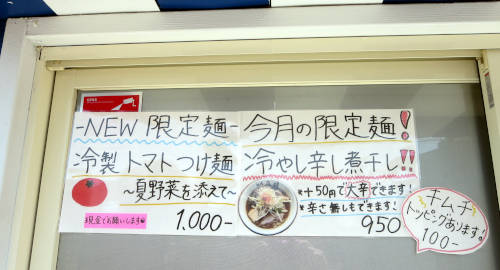 -NEW 限定麺-
冷製トマトつけ麺
~夏野菜を添えて~
現金でお願いします
1.000-
今月の限定麺!
冷やし辛し煮干し!!
*+50円で大辛できます!
*辛さ無しもできます!
950
キムチ
トッピングあります!
100-